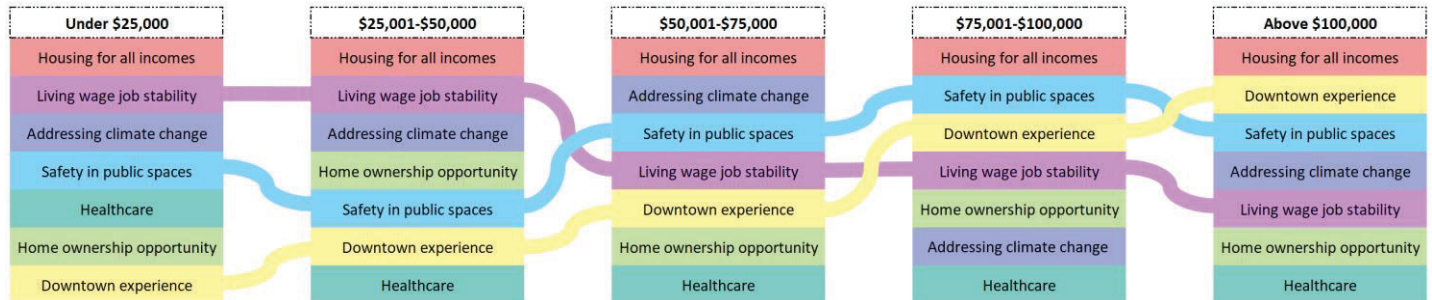 Under $25,000
Housing for all incomes
Living wage job stability
Addressing climate change
Safety in public spaces
Healthcare
Home ownership opportunity
Downtown experience
$25,001-$50,000
Housing for all incomes
Living wage job stability
Addressing climate change
Home ownership opportunity
Safety in public spaces
Downtown experience
Healthcare
$50,001-$75,000
Housing for all incomes
Addressing climate change
Safety in public spaces
Living wage job stability
Downtown experience
Home ownership opportunity
Healthcare
$75,001-$100,000
Housing for all incomes
Safety in public spaces
Downtown experience
Living wage job stability
Home ownership opportunity
Addressing climate change
Healthcare
Above $100,000
Housing for all incomes
Downtown experience
Safety in public spaces
Addressing climate change
Living wage job stability
Home ownership opportunity
Healthcare